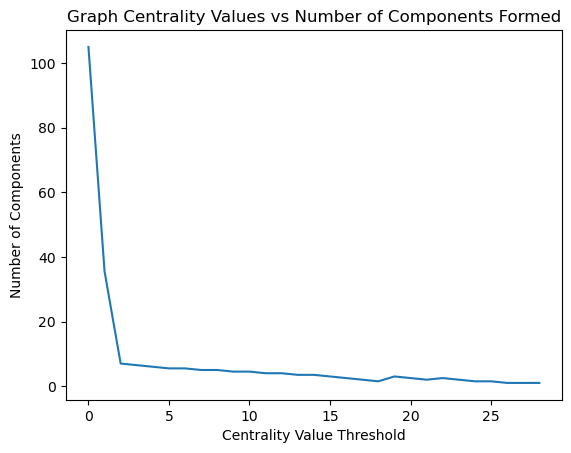 Graph Centrality Values vs Number of Components Formed
Number of Components
100
80
60
40
20
0
0 5 10 15 20 25
Centrality Value Threshold